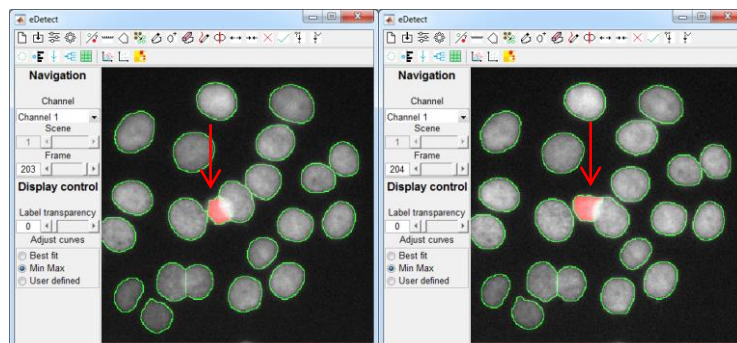 eDetect
Navigation
Channel
Channel 1
Scene
1
Frame
203
Display control
Label transparency
0
Adjust curves
Best fit
Min Max
User defined
eDetect
Navigation
Channel
Channel 1
Scene
1
Frame
204
Display control
Label transparency
0
Adjust curves
Best fit
Min Max
User defined